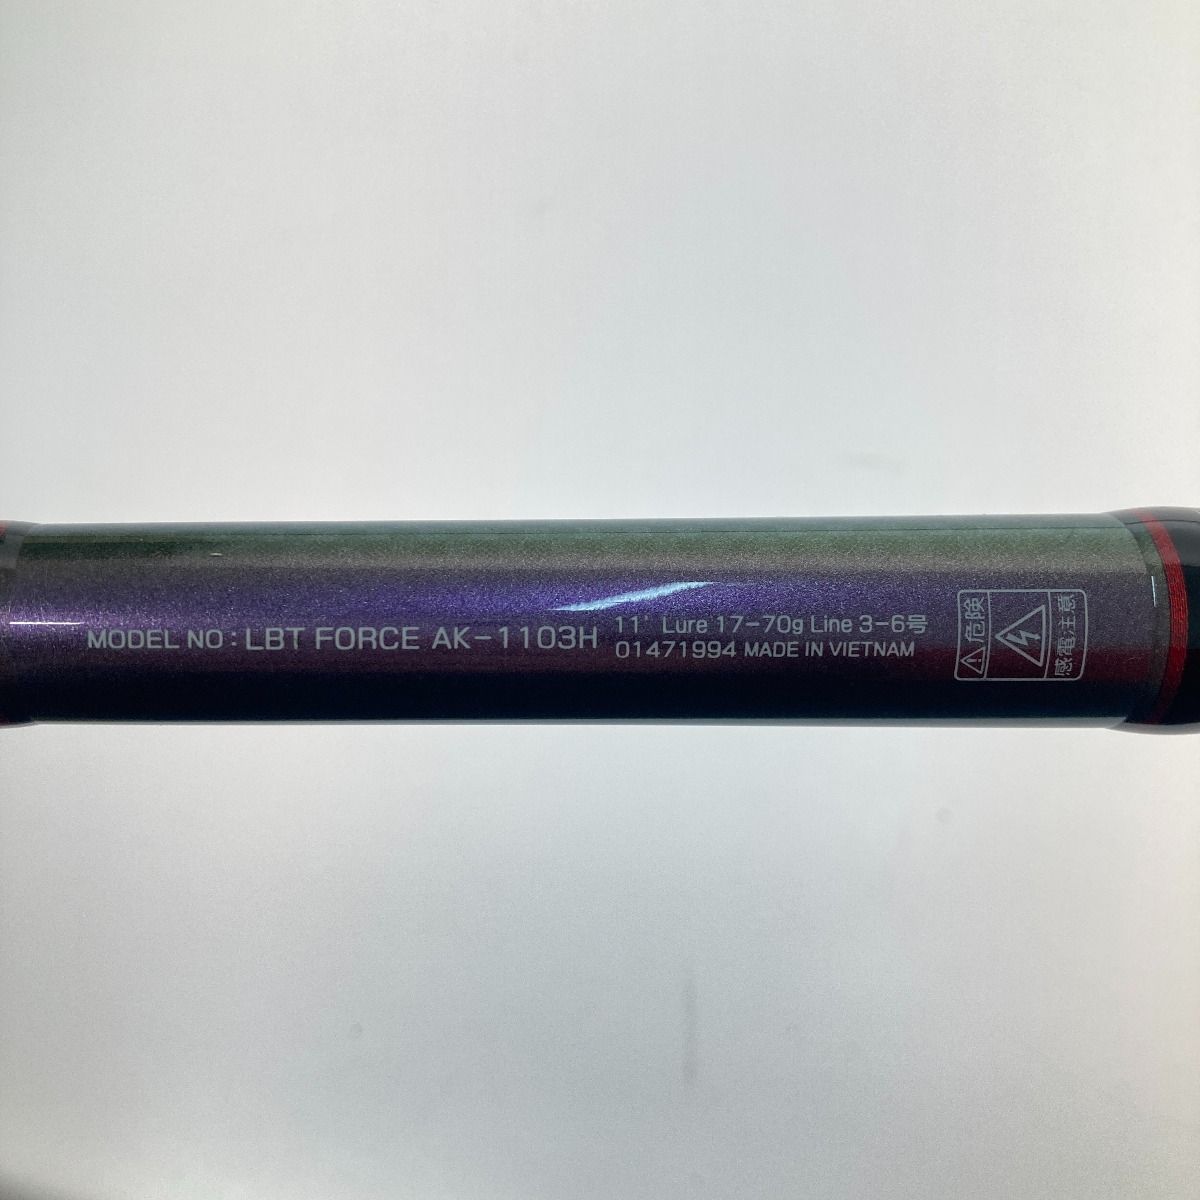 MODEL NO : LBT FORCE AK-1103H
11' Lure 17-70g Line 3-6号
01471994 MADE IN VIETNAM
危険
感電注意